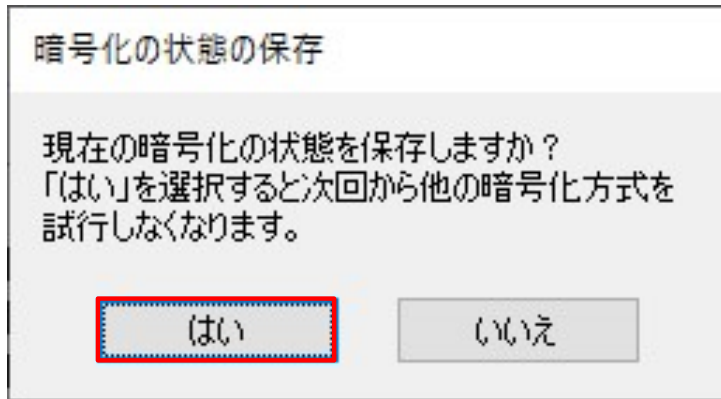 暗号化の状態の保存
現在の暗号化の状態を保存しますか？
「はい」を選択すると次回から他の暗号化方式を
試行しなくなります。
はい
いいえ